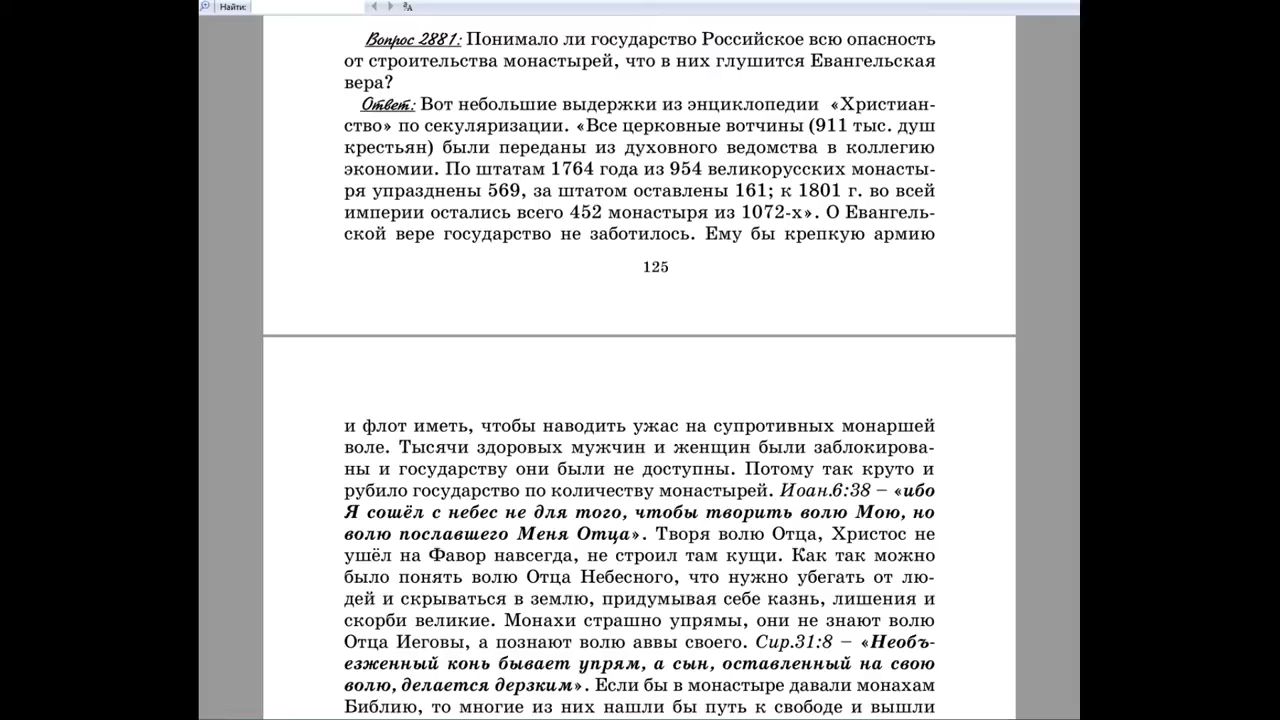 Найти:
Вопрос 2881: Понимало ли государство Российское всю опасность
от строительства монастырей, что в них глушится Евангельская
вера?
Ответ: Вот небольшие выдержки из энциклопедии «Христиан-
ство» по секуляризации. «Все церковные вотчины (911 тыс. душ
крестьян) были переданы из духовного ведомства в коллегию
экономии. По штатам 1764 года из 954 великорусских монасты-
ря упразднены 569, за штатом оставлены 161; к 1801 г. во всей
империи остались всего 452 монастыря из 1072-х». О Евангель-
ской вере государство не заботилось. Ему бы крепкую армию
125
и флот иметь, чтобы наводить ужас на супротивных монаршей
воле. Тысячи здоровых мужчин и женщин были заблокирова-
ны и государству они были не доступны. Потому так круто и
рубило государство по количеству монастырей. Иоан.6:38 – «ибо
Я сошёл с небес не для того, чтобы творить волю Мою, но
волю пославшего Меня Отца». Творя волю Отца, Христос не
ушёл на Фавор навсегда, не строил там кущи. Как так можно
было понять волю Отца Небесного, что нужно убегать от лю-
дей и скрываться в землю, придумывая себе казнь, лишения и
скорби великие. Монахи страшно упрямы, они не знают волю
Отца Иеговы, а познают волю аввы своего. Сир.31:8 – «Необъ-
езженный конь бывает упрям, а сын, оставленный на свою
волю, делается дерзким». Если бы в монастыре давали монахам
Библию, то многие из них нашли бы путь к свободе и вышли